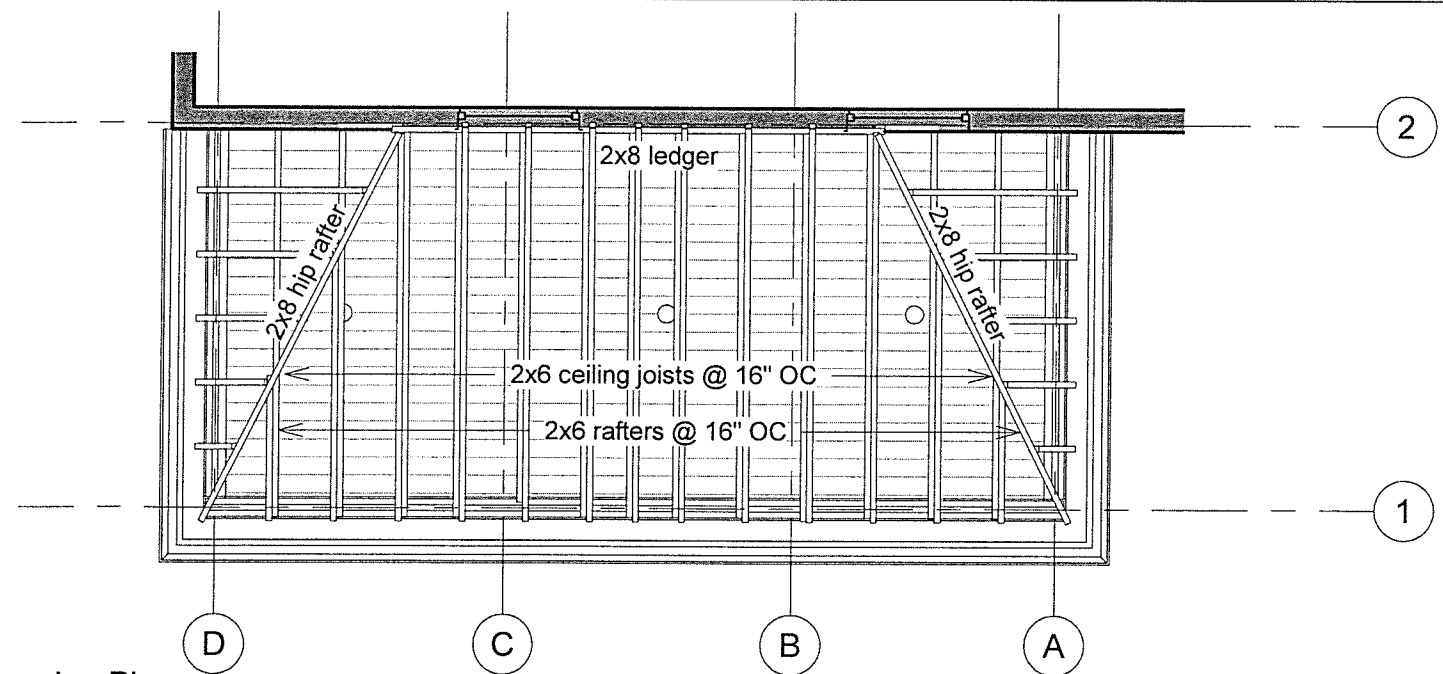 2
2x8 ledger
2x8 hip rafter
2x8 hip rafter
2x6 ceiling joists @ 16" OC
2x6 rafters @ 16" OC
1
D
C
B
A